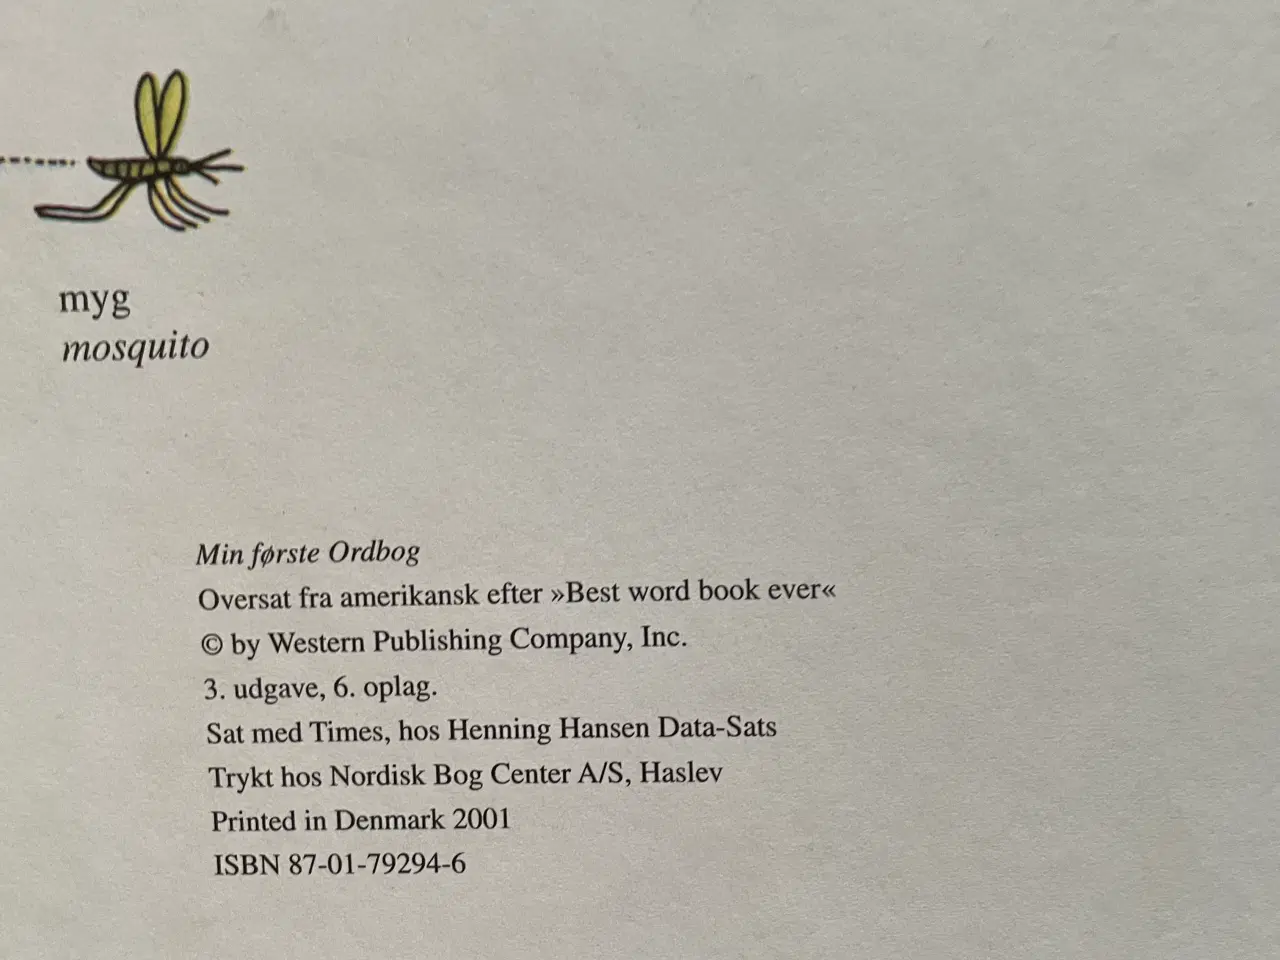 myg
mosquito
Min første Ordbog
Oversat fra amerikansk efter »Best word book ever«
© by Western Publishing Company, Inc.
3. udgave, 6. oplag.
Sat med Times, hos Henning Hansen Data-Sats
Trykt hos Nordisk Bog Center A/S, Haslev
Printed in Denmark 2001
ISBN 87-01-79294-6